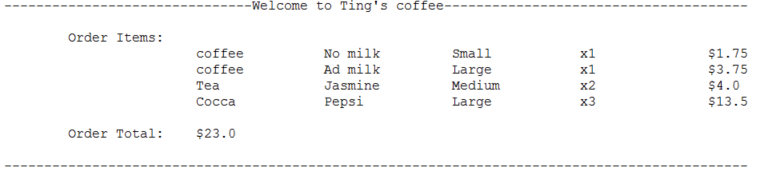 -------------------------------Welcome to Ting's coffee--------------------------------------
Order Items:
coffee No milk Small x1 $1.75
coffee Ad milk Large x1 $3.75
Tea Jasmine Medium x2 $4.0
Cocca Pepsi Large x3 $13.5
Order Total: $23.0
---------------------------------------------------------------------------------------------